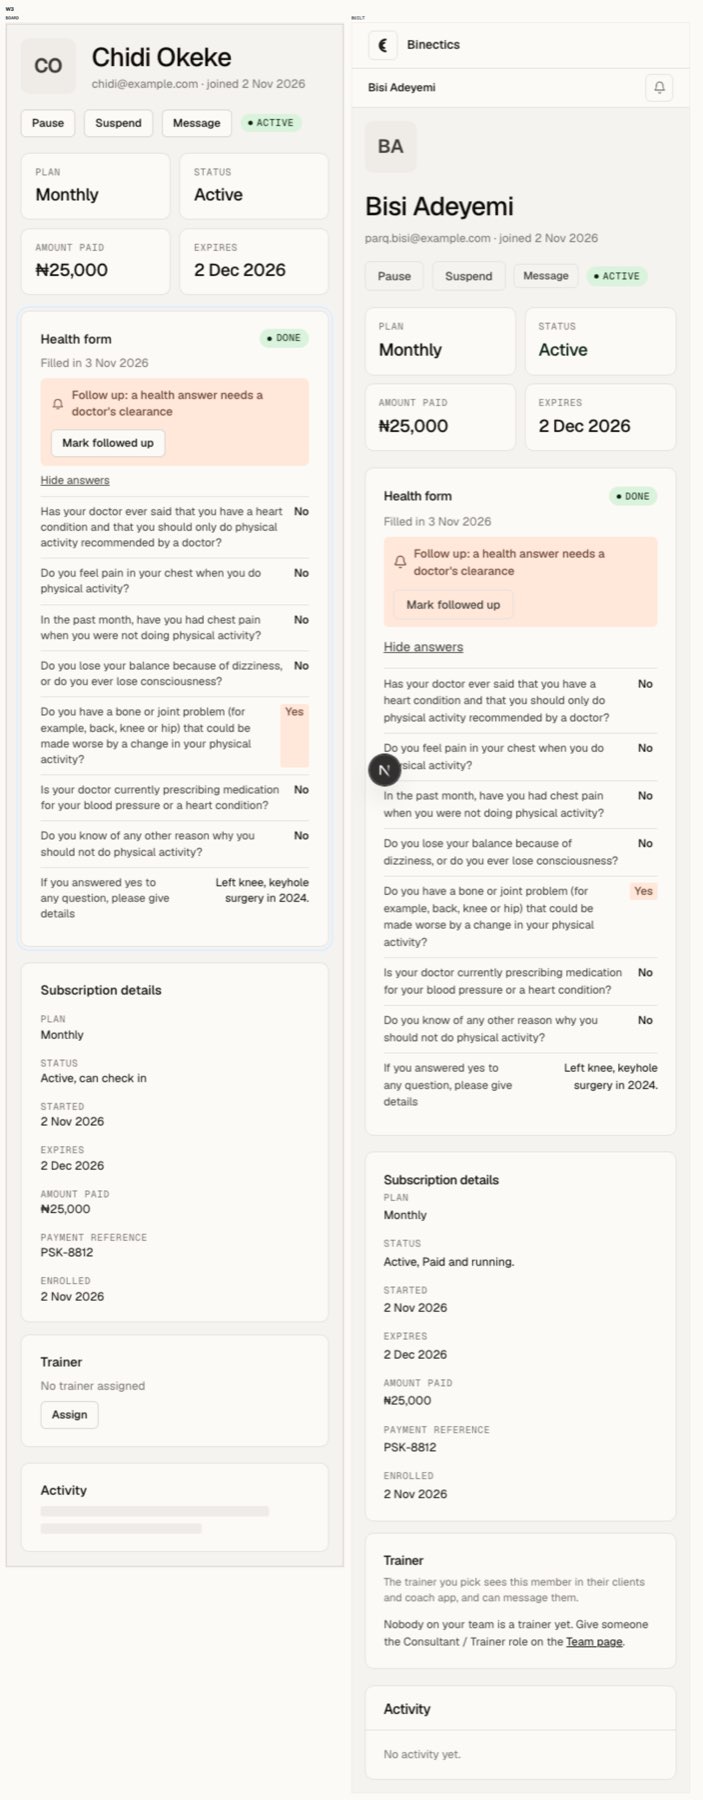 W3
BOARD
CO
Chidi Okeke
chidi@example.com · joined 2 Nov 2026
Pause
Suspend
Message
ACTIVE
PLAN
Monthly
STATUS
Active
AMOUNT PAID
₦25,000
EXPIRES
2 Dec 2026
Health form
DONE
Filled in 3 Nov 2026
Follow up: a health answer needs a
doctor's clearance
Mark followed up
Hide answers
Has your doctor ever said that you have a heart
condition and that you should only do physical
activity recommended by a doctor?
No
Do you feel pain in your chest when you do
physical activity?
No
In the past month, have you had chest pain
when you were not doing physical activity?
No
Do you lose your balance because of dizziness,
or do you ever lose consciousness?
No
Do you have a bone or joint problem (for
example, back, knee or hip) that could be
made worse by a change in your physical
activity?
Yes
Is your doctor currently prescribing medication
for your blood pressure or a heart condition?
No
Do you know of any other reason why you
should not do physical activity?
No
If you answered yes to
any question, please give
details
Left knee, keyhole
surgery in 2024.
Subscription details
PLAN
Monthly
STATUS
Active, can check in
STARTED
2 Nov 2026
EXPIRES
2 Dec 2026
AMOUNT PAID
₦25,000
PAYMENT REFERENCE
PSK-8812
ENROLLED
2 Nov 2026
Trainer
No trainer assigned
Assign
Activity
BUILT
Binectics
Bisi Adeyemi
BA
Bisi Adeyemi
parq.bisi@example.com · joined 2 Nov 2026
Pause
Suspend
Message
ACTIVE
PLAN
Monthly
STATUS
Active
AMOUNT PAID
₦25,000
EXPIRES
2 Dec 2026
Health form
DONE
Filled in 3 Nov 2026
Follow up: a health answer needs a
doctor's clearance
Mark followed up
Hide answers
Has your doctor ever said that you have a
heart condition and that you should only do
physical activity recommended by a doctor?
No
Do you feel pain in your chest when you do
ysical activity?
No
N
In the past month, have you had chest pain
when you were not doing physical activity?
No
Do you lose your balance because of
dizziness, or do you ever lose consciousness?
No
Do you have a bone or joint problem (for
example, back, knee or hip) that could be
made worse by a change in your physical
activity?
Yes
Is your doctor currently prescribing medication
for your blood pressure or a heart condition?
No
Do you know of any other reason why you
should not do physical activity?
No
If you answered yes to
any question, please give
details
Left knee, keyhole
surgery in 2024.
Subscription details
PLAN
Monthly
STATUS
Active, Paid and running.
STARTED
2 Nov 2026
EXPIRES
2 Dec 2026
AMOUNT PAID
₦25,000
PAYMENT REFERENCE
PSK-8812
ENROLLED
2 Nov 2026
Trainer
The trainer you pick sees this member in their clients
and coach app, and can message them.
Nobody on your team is a trainer yet. Give someone
the Consultant / Trainer role on the Team page.
Activity
No activity yet.